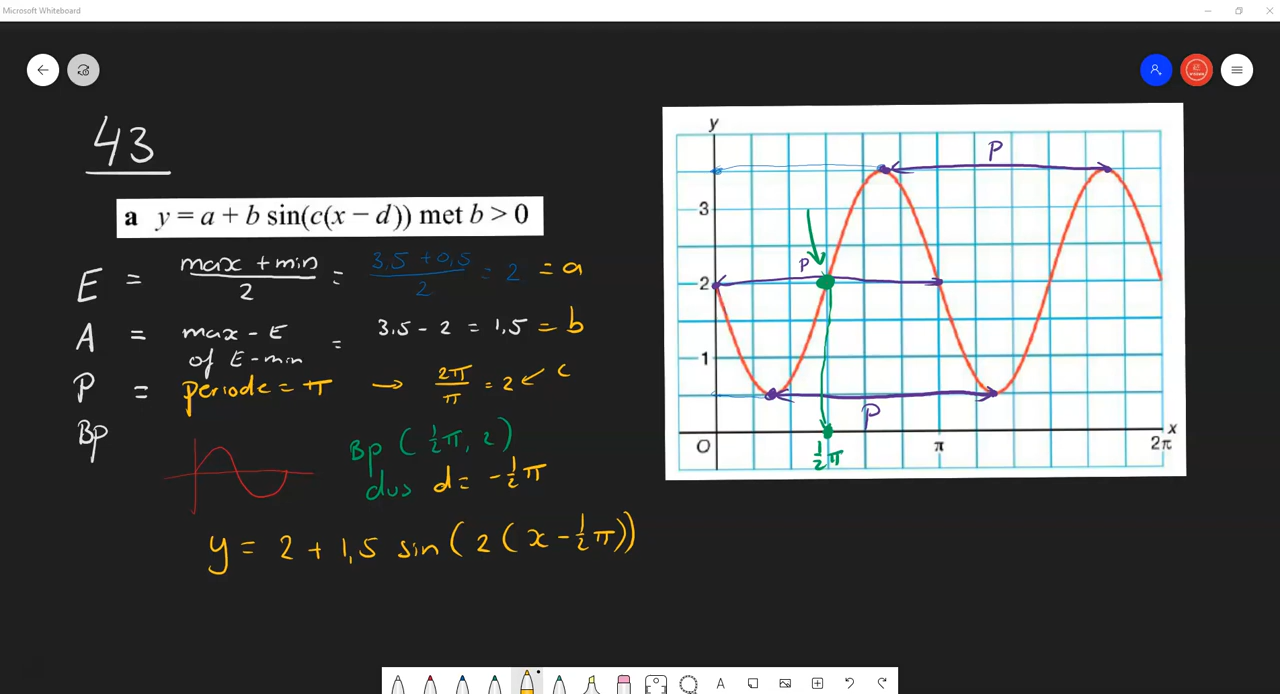 Microsoft Whiteboard
43
a y = a + b sin(c(x − d)) met b > 0
E = max + min / 2 = 3,5 + 0,5 / 2 = 2 = a
A = max - E of E-min = 3,5 - 2 = 1,5 = b
P = periode = π → 2π/π = 2 ← c
Bp
Bp (½π, 2)
dus d = -½π
y = 2 + 1,5 sin(2(x - ½π))
y
P
3
P
2
1
P
O
½π
π
2π
x
A